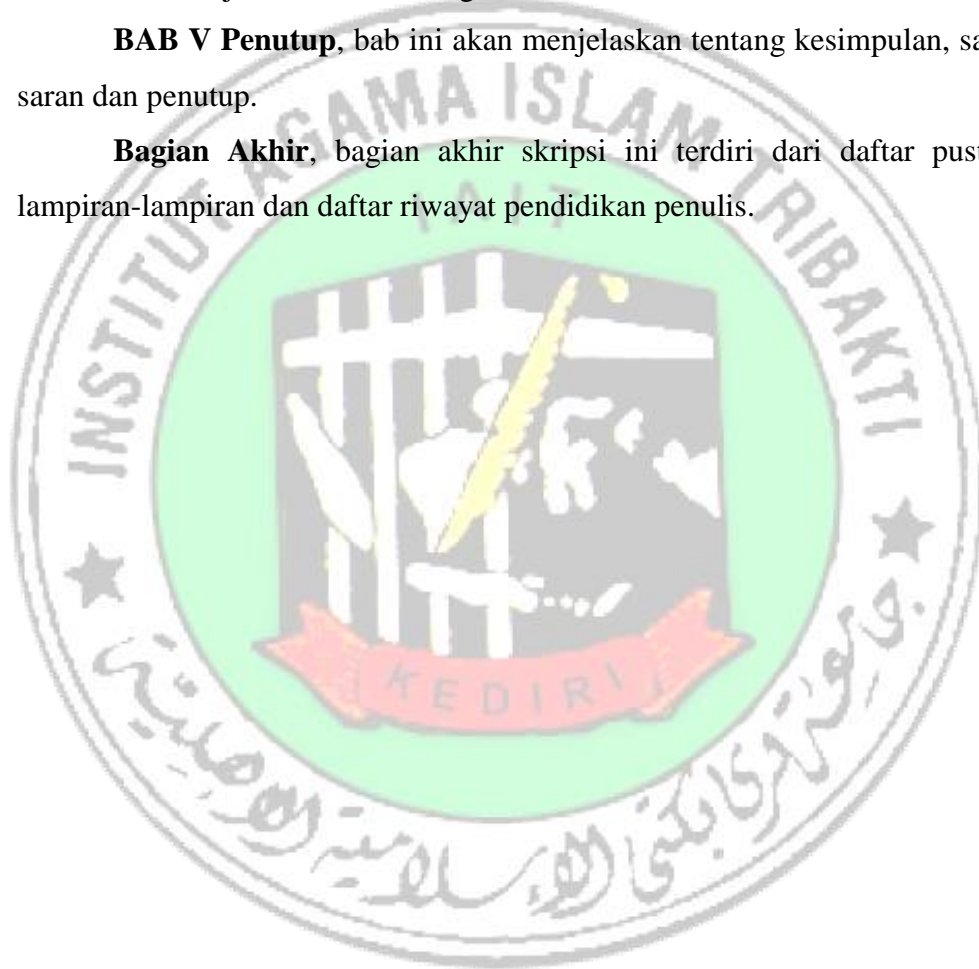 BAB V Penutup, bab ini akan menjelaskan tentang kesimpulan, sa
saran dan penutup.
Bagian Akhir, bagian akhir skripsi ini terdiri dari daftar pust
lampiran-lampiran dan daftar riwayat pendidikan penulis.
INSTITUT AGAMA ISLAM TRIBAKTI
IAIT
KEDIRI